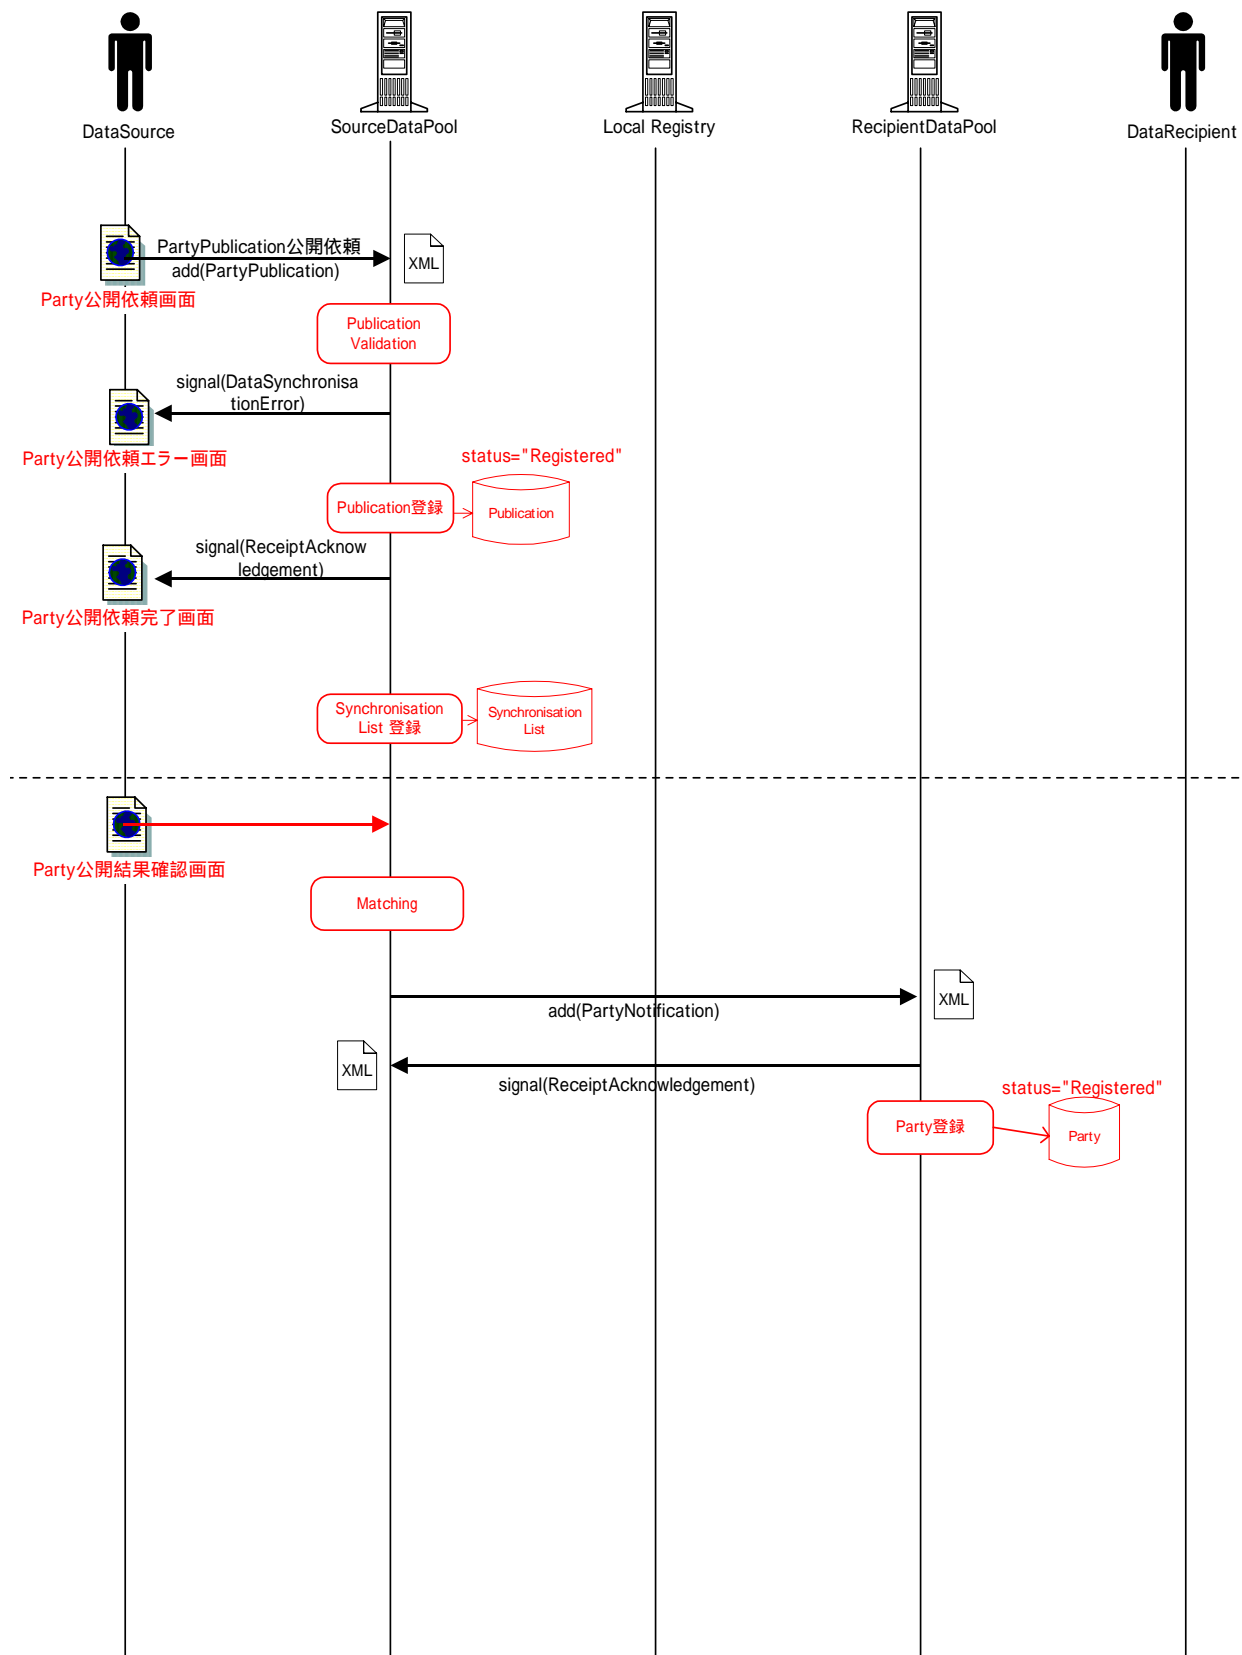 DataSource
SourceDataPool
Local Registry
RecipientDataPool
DataRecipient
PartyPublication公開依頼
add(PartyPublication)
XML
Party公開依頼画面
Publication
Validation
signal(DataSynchronisa
tionError)
Party公開依頼エラー画面
status="Registered"
Publication登録
Publication
signal(ReceiptAcknow
ledgement)
Party公開依頼完了画面
Synchronisation
List 登録
Synchronisation
List
Party公開結果確認画面
Matching
XML
add(PartyNotification)
XML
signal(ReceiptAcknowledgement)
status="Registered"
Party登録
Party